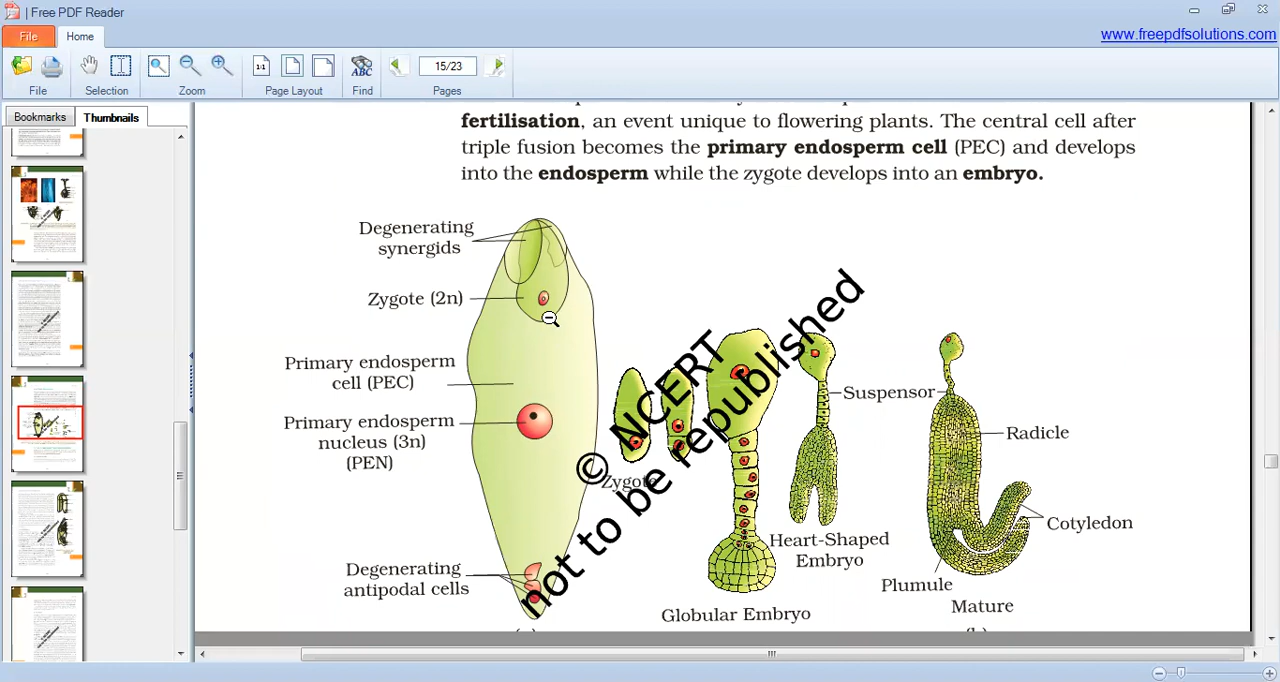 | Free PDF Reader
www.freepdfsolutions.com
File
Home
1:1
ABC
15/23
File
Selection
Zoom
Page Layout
Find
Pages
Bookmarks
Thumbnails
fertilisation, an event unique to flowering plants. The central cell after
triple fusion becomes the primary endosperm cell (PEC) and develops
into the endosperm while the zygote develops into an embryo.
Degenerating
synergids
Zygote (2n)
Primary endosperm
cell (PEC)
Primary endosperm
nucleus (3n)
(PEN)
Degenerating
antipodal cells
Zygote
Globular Embryo
Suspensor
Heart-Shaped
Embryo
Radicle
Cotyledon
Plumule
Mature
© NCERT
not to be republished